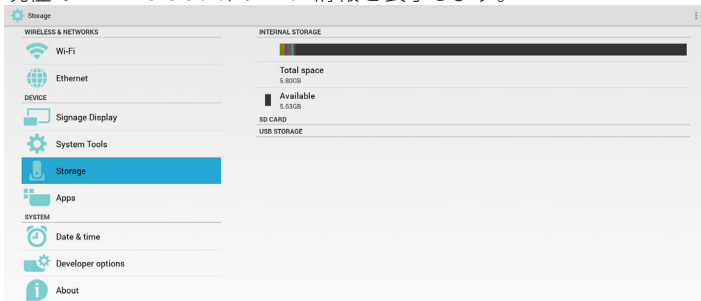 Storage
WIRELESS & NETWORKS
Wi-Fi
Ethernet
DEVICE
Signage Display
System Tools
Storage
Apps
SYSTEM
Date & time
Developer options
About
INTERNAL STORAGE
Total space
5.80GB
Available
5.63GB
SD CARD
USB STORAGE